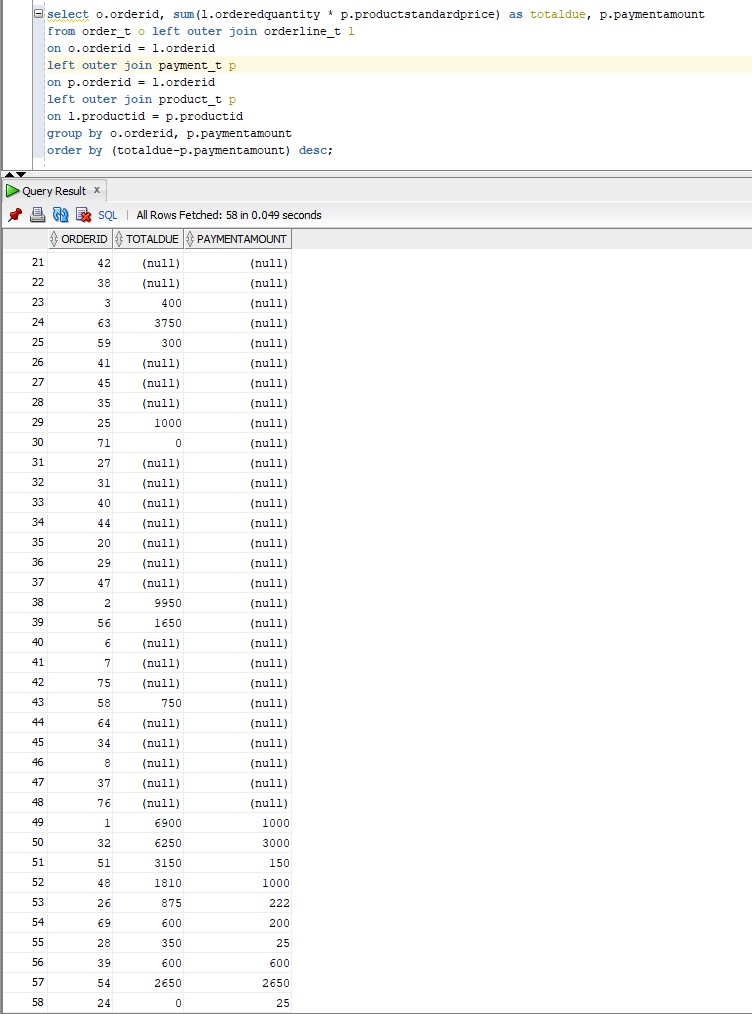 select o.orderid, sum(l.orderedquantity * p.productstandardprice) as totaldue, p.paymentamount
from order_t o left outer join orderline_t l
on o.orderid = l.orderid
left outer join payment_t p
on p.orderid = l.orderid
left outer join product_t p
on l.productid = p.productid
group by o.orderid, p.paymentamount
order by (totaldue-p.paymentamount) desc;
Query Result x
SQL | All Rows Fetched: 58 in 0.049 seconds
ORDERID TOTALDUE PAYMENTAMOUNT
21 42 (null) (null)
22 38 (null) (null)
23 3 400 (null)
24 63 3750 (null)
25 59 300 (null)
26 41 (null) (null)
27 45 (null) (null)
28 35 (null) (null)
29 25 1000 (null)
30 71 0 (null)
31 27 (null) (null)
32 31 (null) (null)
33 40 (null) (null)
34 44 (null) (null)
35 20 (null) (null)
36 29 (null) (null)
37 47 (null) (null)
38 2 9950 (null)
39 56 1650 (null)
40 6 (null) (null)
41 7 (null) (null)
42 75 (null) (null)
43 58 750 (null)
44 64 (null) (null)
45 34 (null) (null)
46 8 (null) (null)
47 37 (null) (null)
48 76 (null) (null)
49 1 6900 1000
50 32 6250 3000
51 51 3150 150
52 48 1810 1000
53 26 875 222
54 69 600 200
55 28 350 25
56 39 600 600
57 54 2650 2650
58 24 0 25